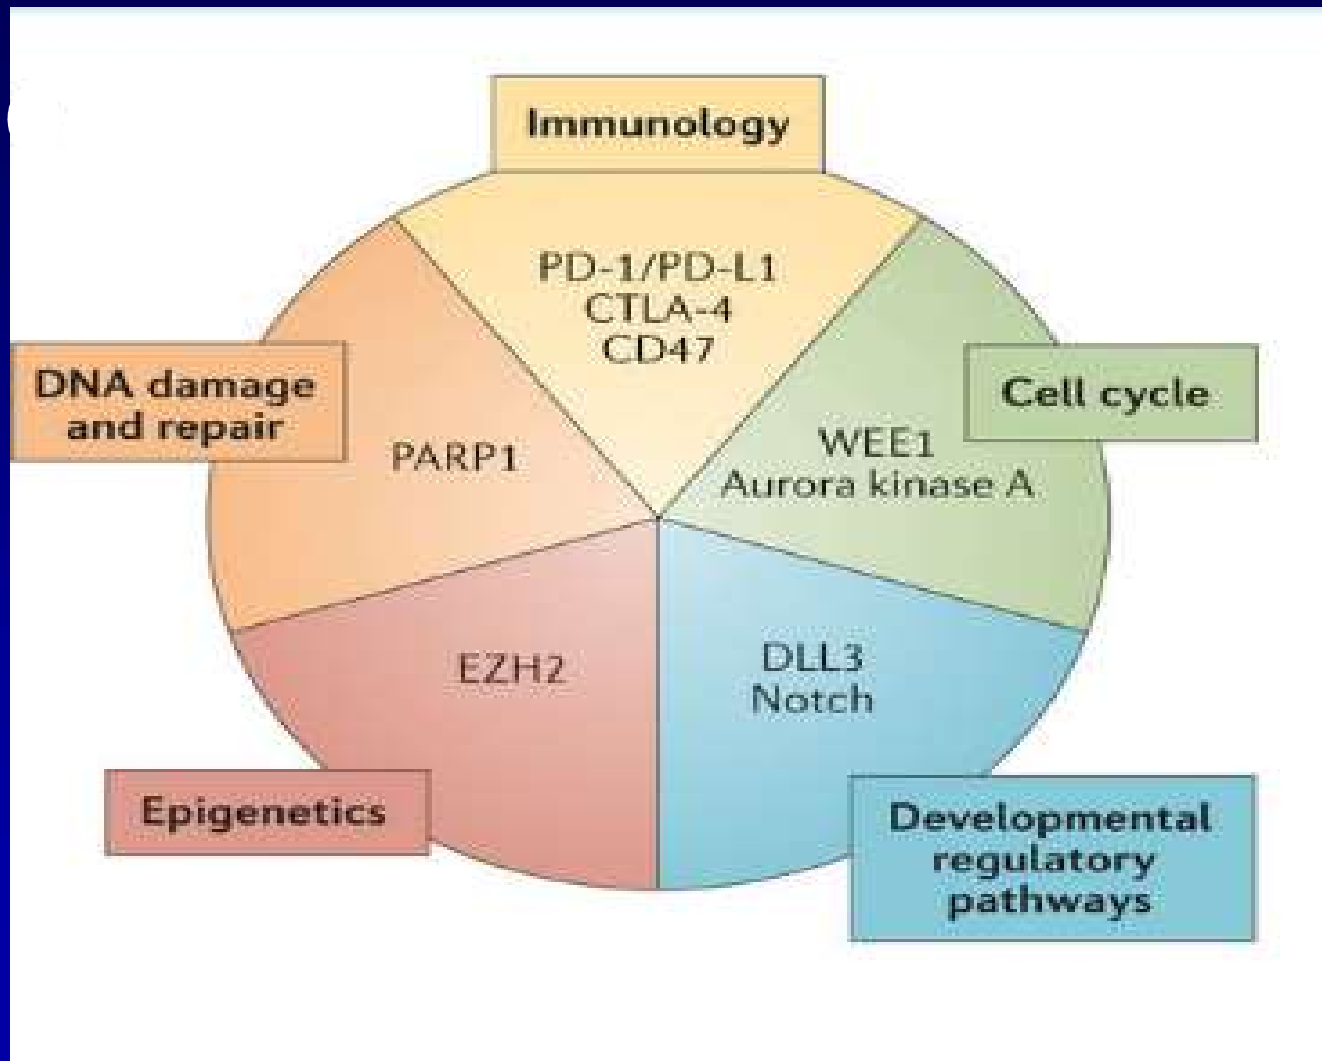 Immunology
PD-1/PD-L1
CTLA-4
CD47
DNA damage
and repair
PARP1
Cell cycle
WEE1
Aurora kinase A
EZH2
Epigenetics
DLL3
Notch
Developmental
regulatory
pathways